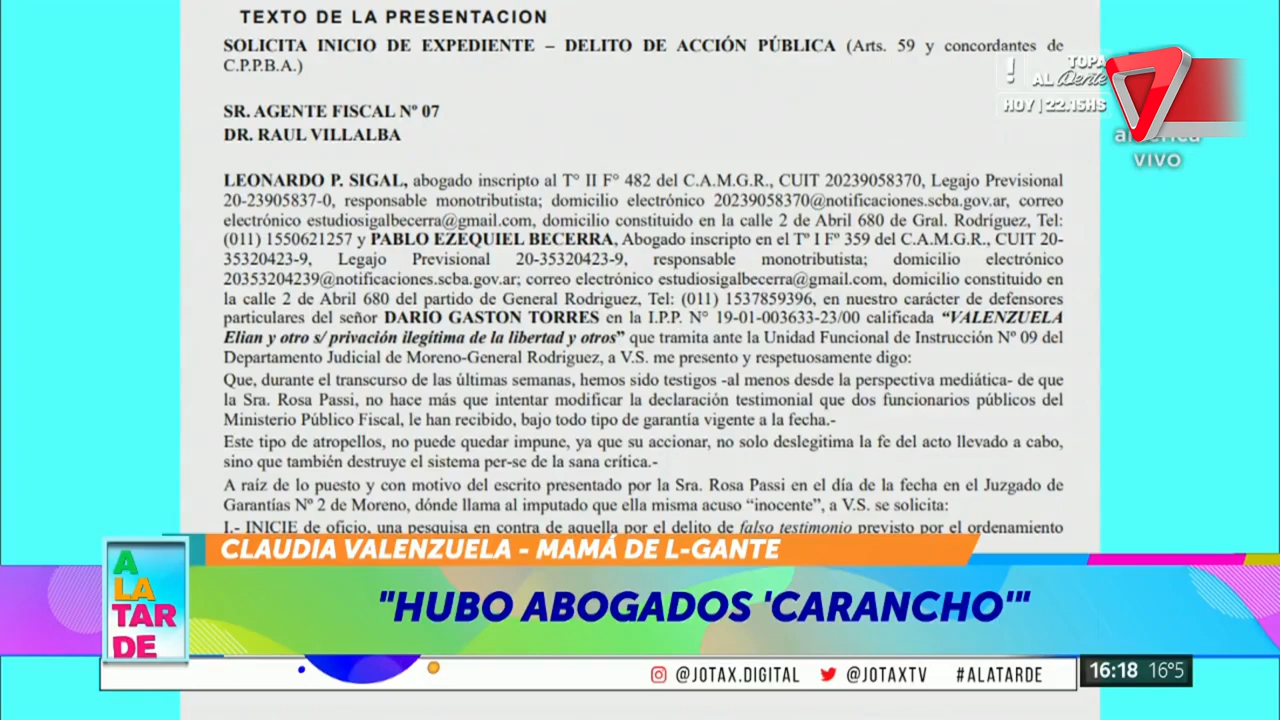 TEXTO DE LA PRESENTACION
SOLICITA INICIO DE EXPEDIENTE – DELITO DE ACCIÓN PÚBLICA (Arts. 59 y concordantes de
C.P.P.B.A.)
SR. AGENTE FISCAL Nº 07
DR. RAUL VILLALBA
LEONARDO P. SIGAL, abogado inscripto al T° II F° 482 del C.A.M.G.R., CUIT 20239058370, Legajo Previsional
20-23905837-0, responsable monotributista; domicilio electrónico 20239058370@notificaciones.scba.gov.ar, correo
electrónico estudiosigalbecerra@gmail.com, domicilio constituido en la calle 2 de Abril 680 de Gral. Rodríguez, Tel:
(011) 1550621257 y PABLO EZEQUIEL BECERRA, Abogado inscripto en el Tº I Fº 359 del C.A.M.G.R., CUIT 20-
35320423-9, Legajo Previsional 20-35320423-9, responsable monotributista; domicilio electrónico
20353204239@notificaciones.scba.gov.ar; correo electrónico estudiosigalbecerra@gmail.com, domicilio constituido en
la calle 2 de Abril 680 del partido de General Rodriguez, Tel: (011) 1537859396, en nuestro carácter de defensores
particulares del señor DARIO GASTON TORRES en la I.P.P. N° 19-01-003633-23/00 calificada “VALENZUELA
Elian y otro s/ privación ilegítima de la libertad y otros” que tramita ante la Unidad Funcional de Instrucción Nº 09 del
Departamento Judicial de Moreno-General Rodriguez, a V.S. me presento y respetuosamente digo:
Que, durante el transcurso de las últimas semanas, hemos sido testigos -al menos desde la perspectiva mediática- de que
la Sra. Rosa Passi, no hace más que intentar modificar la declaración testimonial que dos funcionarios públicos del
Ministerio Público Fiscal, le han recibido, bajo todo tipo de garantía vigente a la fecha.-
Este tipo de atropellos, no puede quedar impune, ya que su accionar, no solo deslegitima la fe del acto llevado a cabo,
sino que también destruye el sistema per-se de la sana crítica.-
A raíz de lo puesto y con motivo del escrito presentado por la Sra. Rosa Passi en el día de la fecha en el Juzgado de
Garantías Nº 2 de Moreno, dónde llama al imputado que ella misma acuso “inocente”, a V.S. se solicita:
I.- INICIE de oficio, una pesquisa en contra de aquella por el delito de falso testimonio previsto por el ordenamiento
TOPA
AL Dente
HOY | 22.15HS
america
VIVO
CLAUDIA VALENZUELA - MAMÁ DE L-GANTE
"HUBO ABOGADOS 'CARANCHO'"
A
LA
TAR
DE
@JOTAX.DIGITAL @JOTAXTV #ALATARDE
16:18 16°5